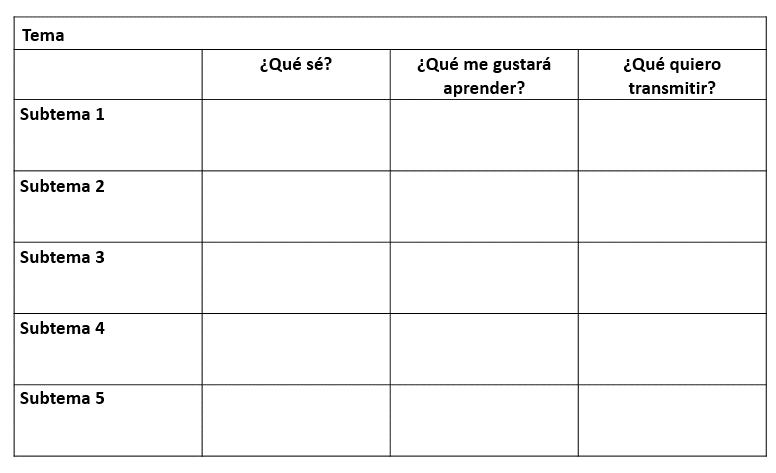 Tema
¿Qué sé?
¿Qué me gustará
aprender?
¿Qué quiero
transmitir?
Subtema 1
Subtema 2
Subtema 3
Subtema 4
Subtema 5